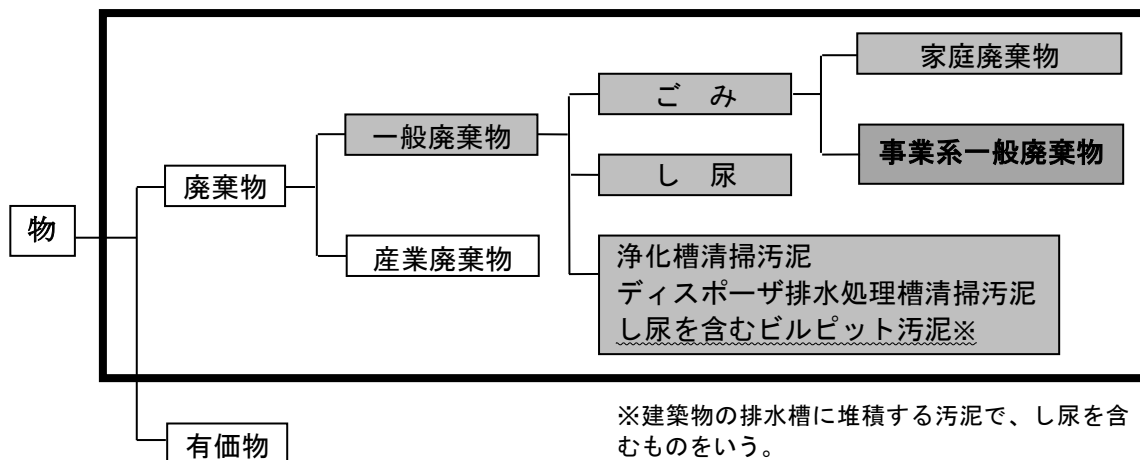 物
廃棄物
有価物
一般廃棄物
産業廃棄物
ご み
し 尿
浄化槽清掃汚泥
ディスポーザ排水処理槽清掃汚泥
し尿を含むビルピット汚泥※
家庭廃棄物
事業系一般廃棄物
※建築物の排水槽に堆積する汚泥で、し尿を含
むものをいう。